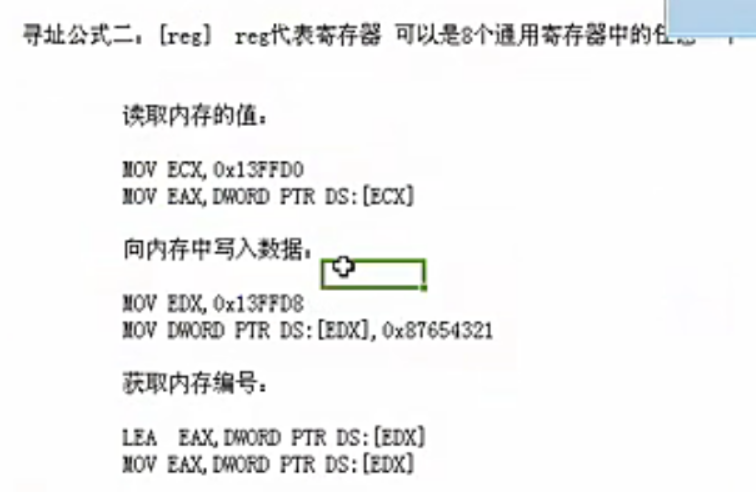 寻址公式二：[reg] reg代表寄存器 可以是8个通用寄存器中的任
读取内存的值：
MOV ECX,0x13FFD0
MOV EAX,DWORD PTR DS:[ECX]
向内存中写入数据：
MOV EDX,0x13FFD8
MOV DWORD PTR DS:[EDX],0x87654321
获取内存编号：
LEA EAX,DWORD PTR DS:[EDX]
MOV EAX,DWORD PTR DS:[EDX]